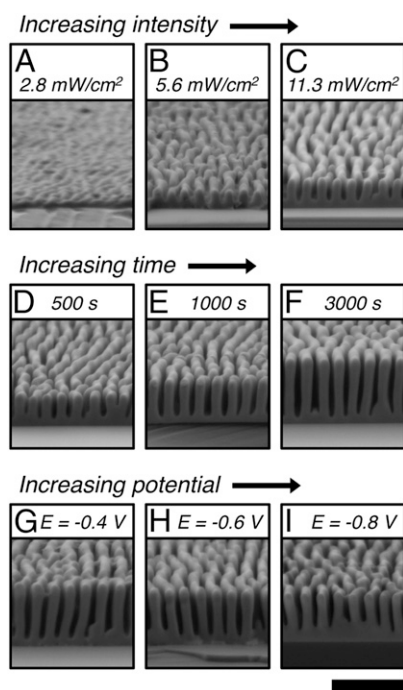 Increasing intensity
A
2.8 mW/cm²
B
5.6 mW/cm²
C
11.3 mW/cm²
Increasing time
D 500 s
E 1000 s
F 3000 s
Increasing potential
G E = -0.4 V
H E = -0.6 V
I E = -0.8 V